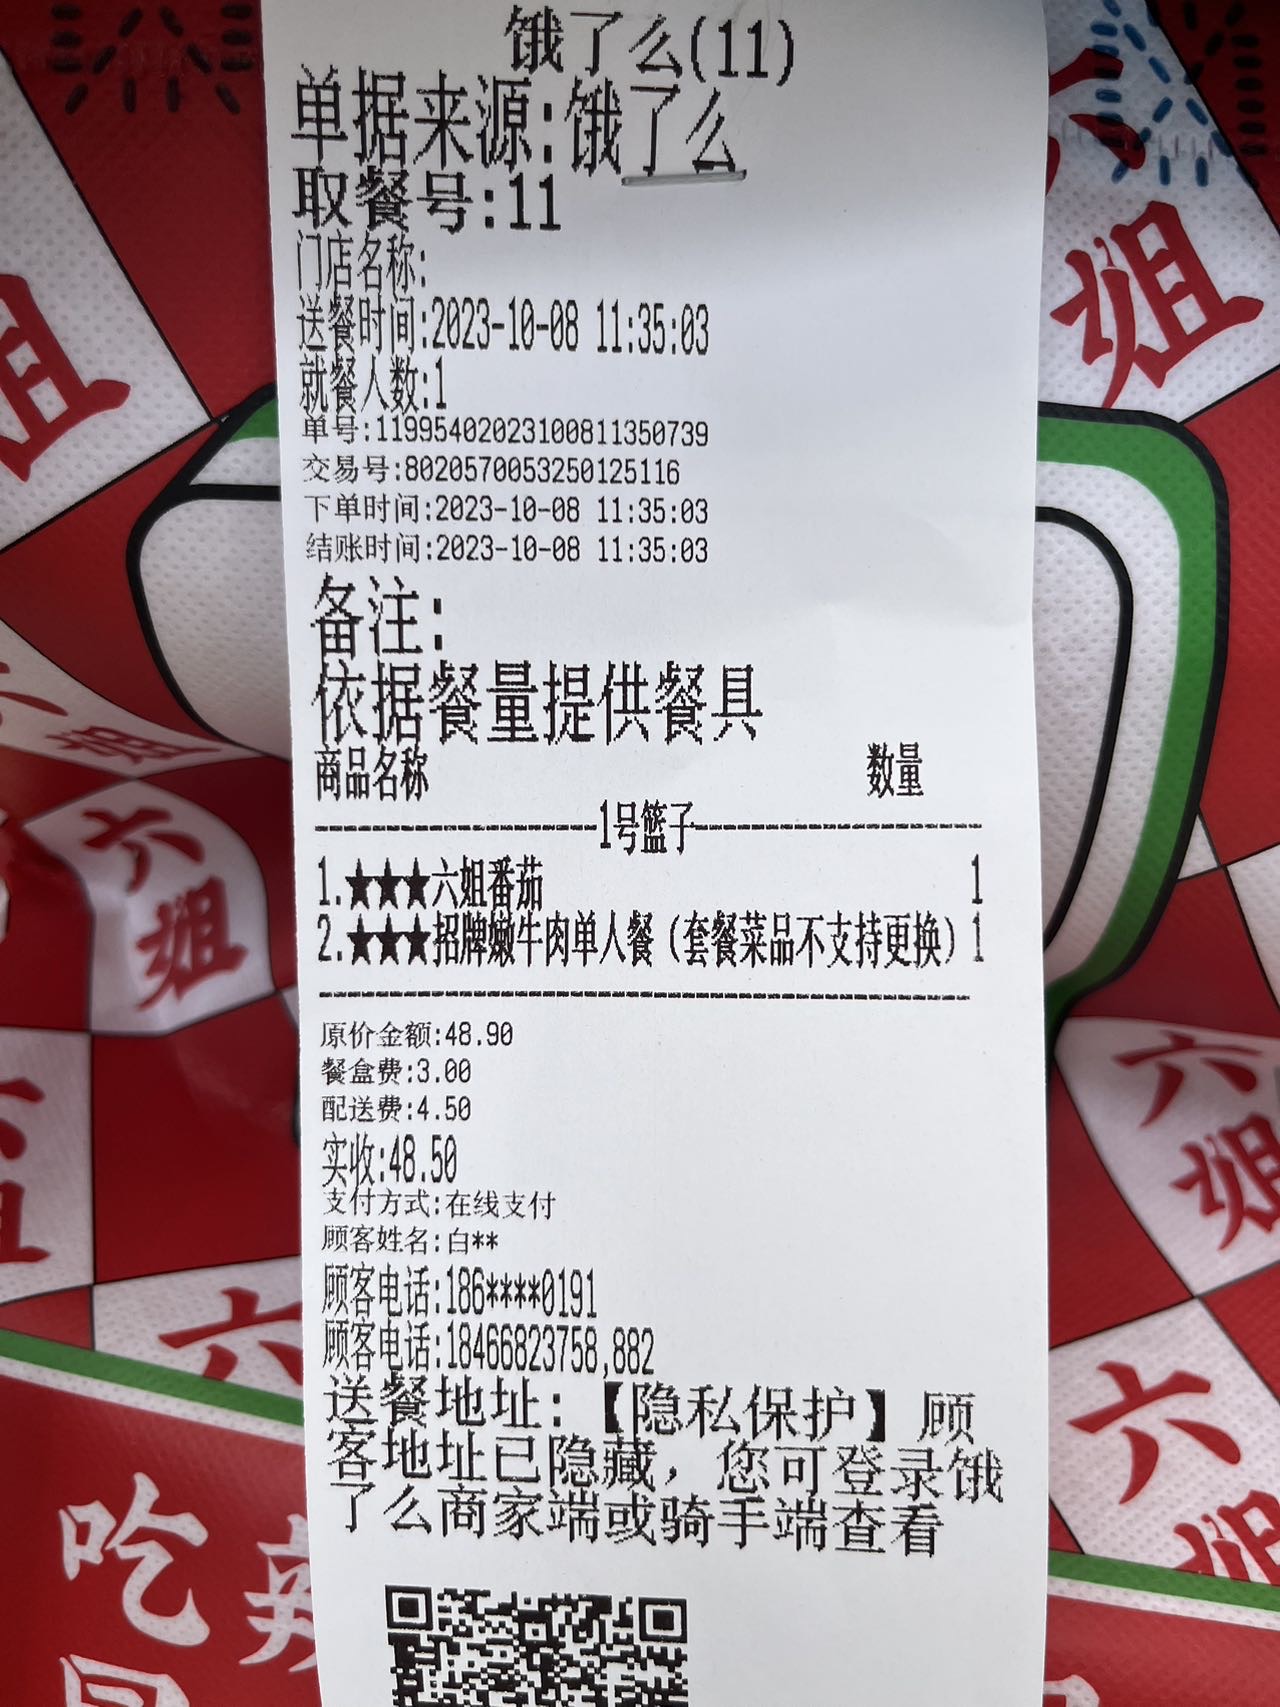 饿了么(11)
单据来源:饿了么
取餐号:11
门店名称:
送餐时间:2023-10-08 11:35:03
就餐人数:1
单号:11995402023100811350739
交易号:8020570053250125116
下单时间:2023-10-08 11:35:03
结账时间:2023-10-08 11:35:03
备注:
依据餐量提供餐具
商品名称 数量
1号篮子
1.★★★六姐番茄 1
2.★★★招牌嫩牛肉单人餐(套餐菜品不支持更换) 1
原价金额:48.90
餐盒费:3.00
配送费:4.50
实收:48.50
支付方式:在线支付
顾客姓名:白**
顾客电话:186****0191
顾客电话:18466823758,882
送餐地址:【隐私保护】顾
客地址已隐藏，您可登录饿
了么商家端或骑手端查看
姐
姐
六姐
六姐
六
六
姐
吃辣